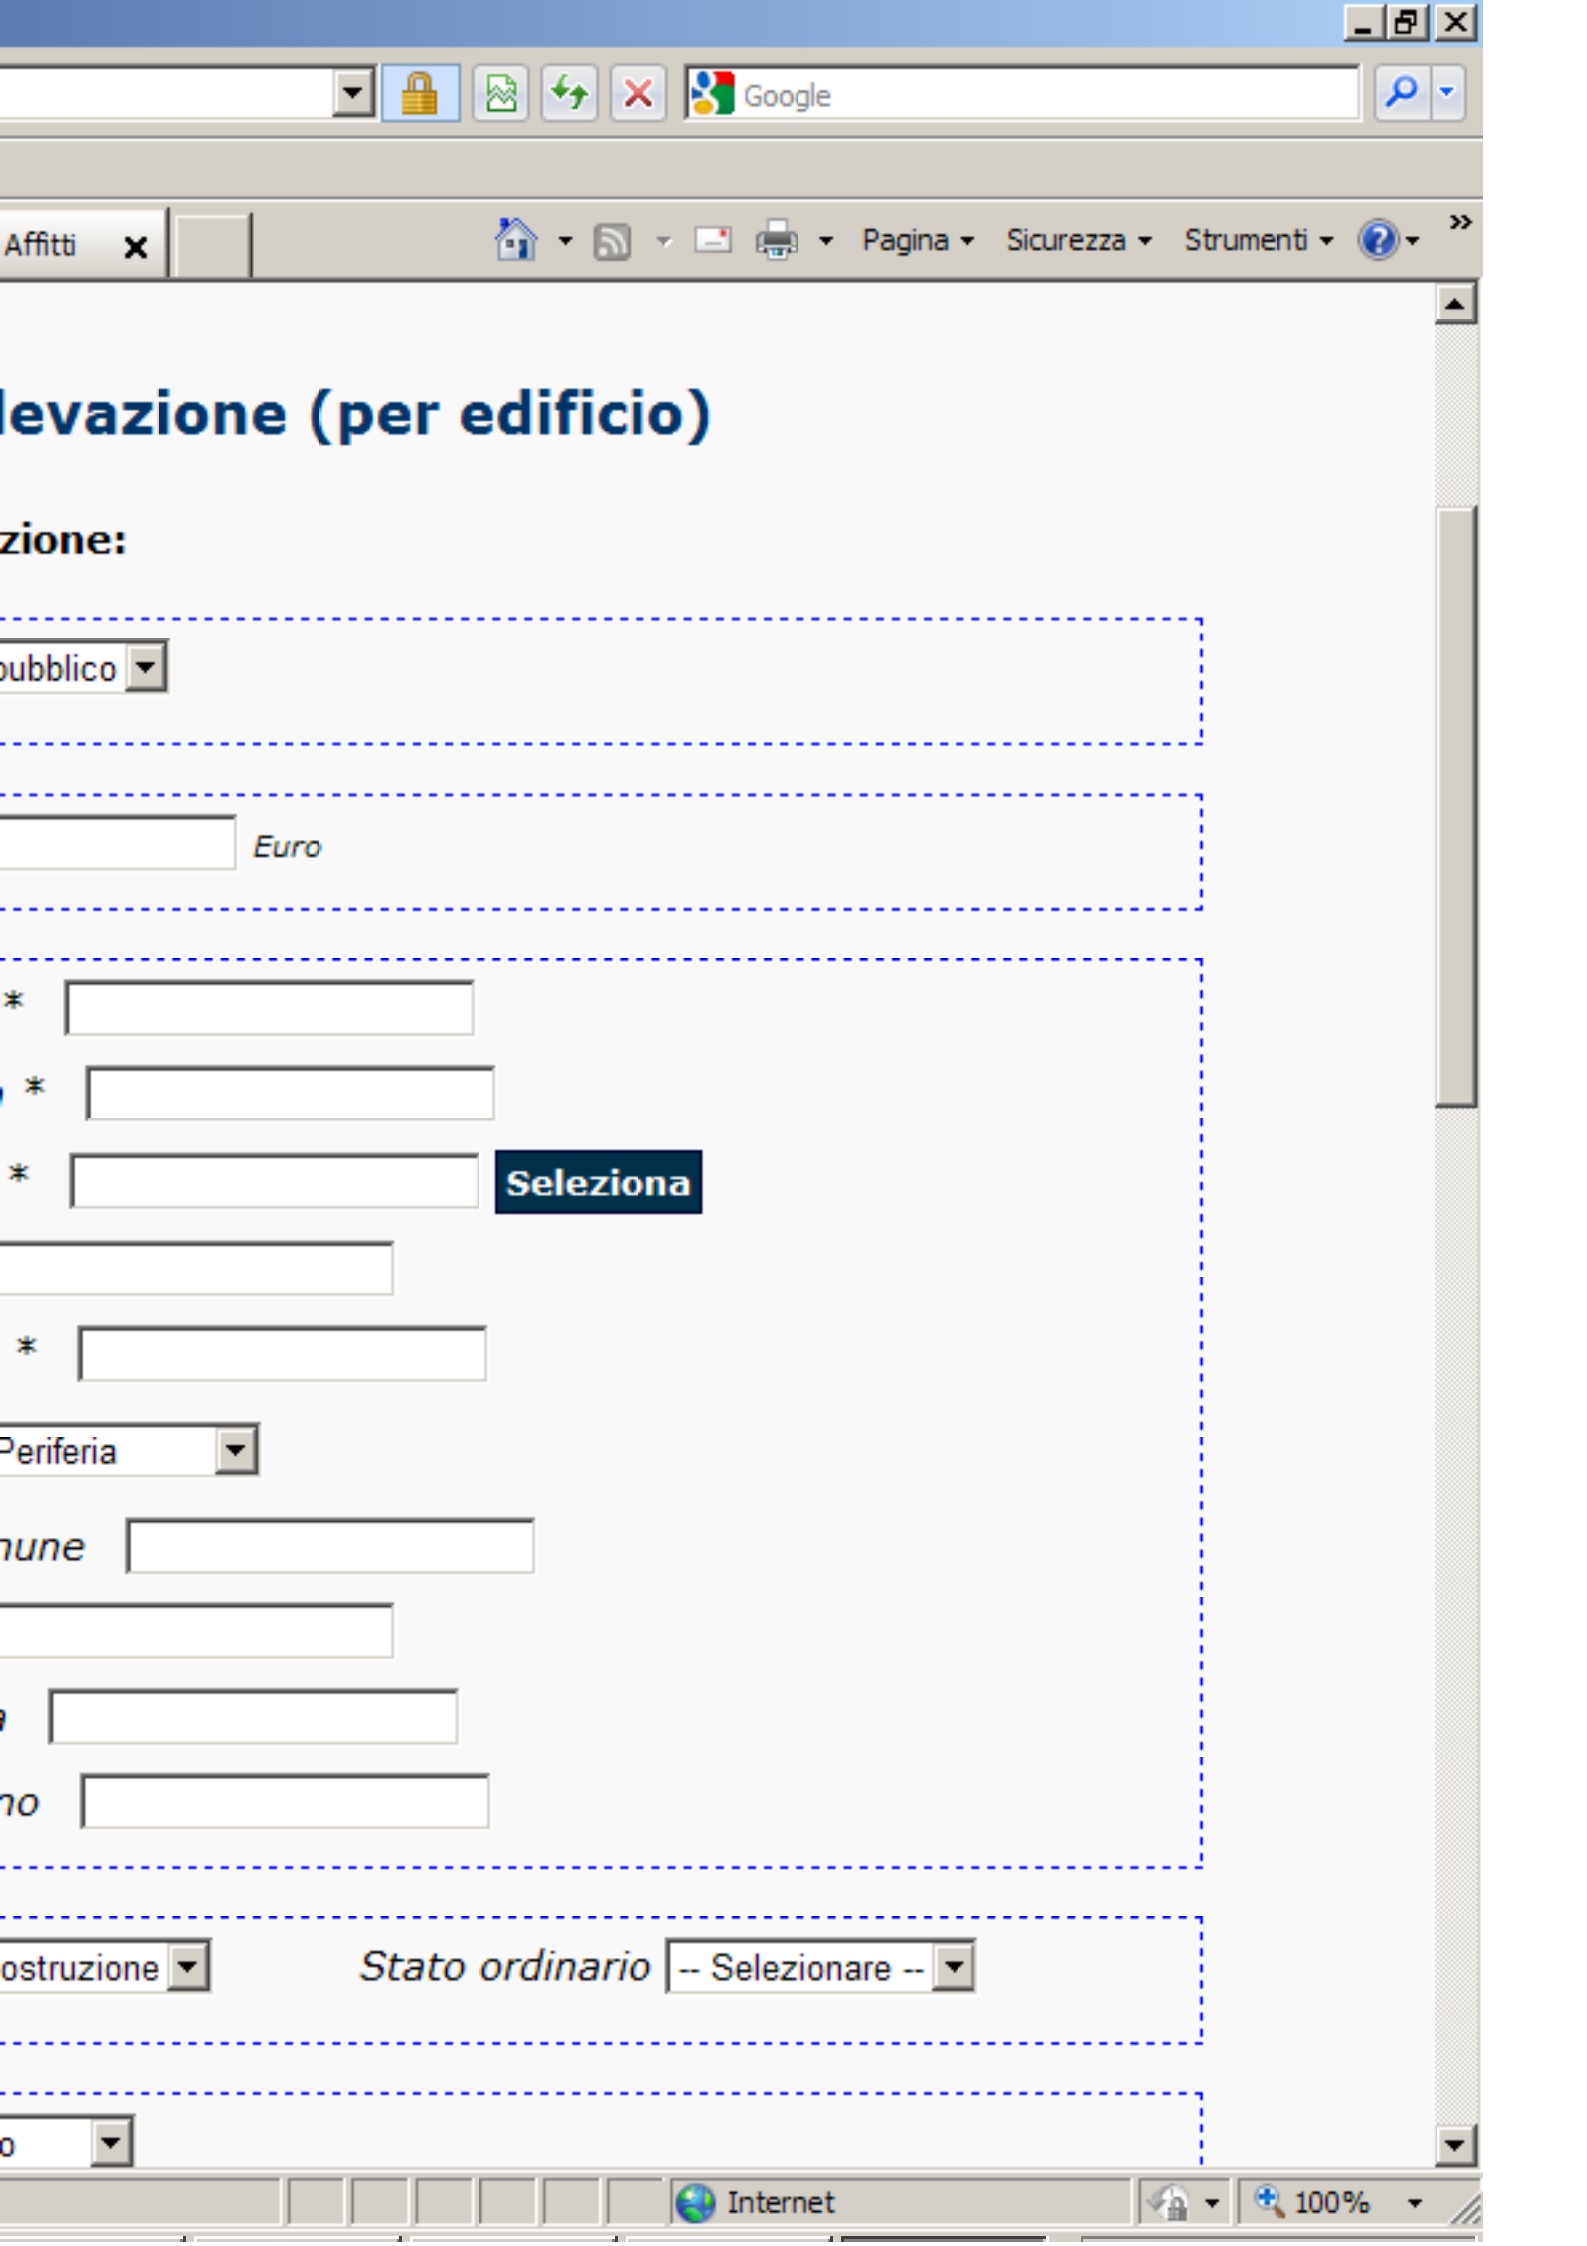 Google
Affitti
Pagina Sicurezza Strumenti »
levazione (per edificio)
zione:
pubblico
Euro
*
*
* Seleziona
*
Periferia
mune
a
no
ostruzione Stato ordinario -- Selezionare --
o
Internet 100%